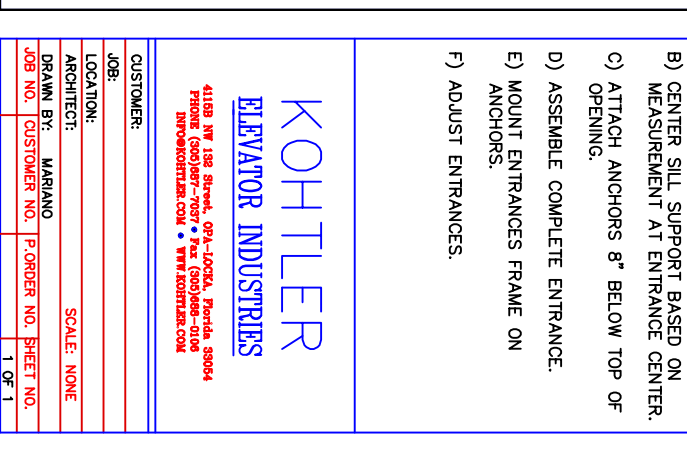 B) CENTER SILL SUPPORT BASED ON
MEASUREMENT AT ENTRANCE CENTER.
C) ATTACH ANCHORS 8" BELOW TOP OF
OPENING.
D) ASSEMBLE COMPLETE ENTRANCE.
E) MOUNT ENTRANCES FRAME ON
ANCHORS.
F) ADJUST ENTRANCES.
KOHTLER
ELEVATOR INDUSTRIES
4115B NW 132 Street, OPA-LOCKA, Florida 33054
PHONE (305)687-7037 • Fax (305)688-0106
INFO@KOHTLER.COM • WWW.KOHTLER.COM
CUSTOMER:
JOB:
LOCATION:
ARCHITECT: SCALE: NONE
DRAWN BY: MARIANO
JOB NO. CUSTOMER NO. P.ORDER NO. SHEET NO.
1 OF 1